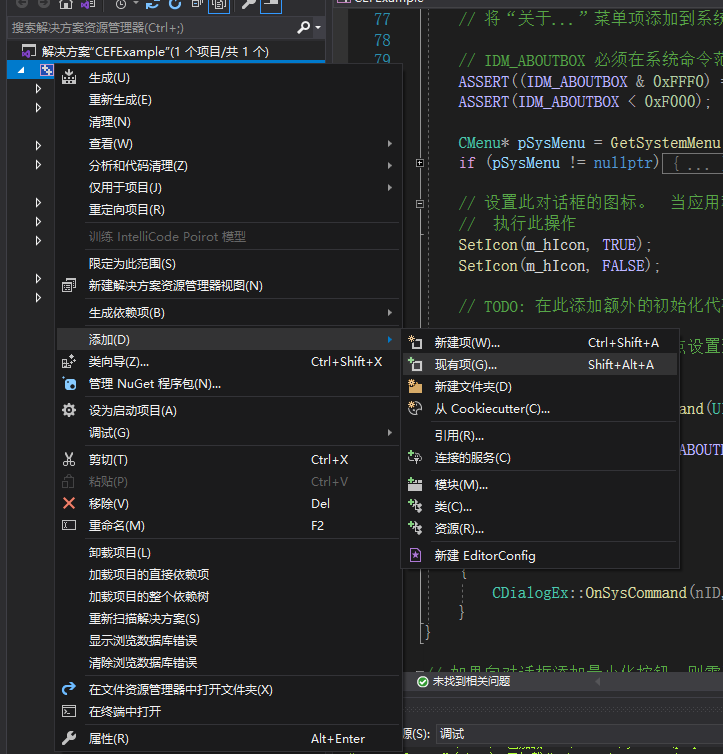 CEFExample
搜索解决方案资源管理器(Ctrl+;)
解决方案"CEFExample"(1 个项目/共 1 个)
生成(U)
重新生成(E)
清理(N)
查看(W)
分析和代码清理(Z)
仅用于项目(J)
重定向项目(R)
训练 IntelliCode Poirot 模型
限定为此范围(S)
新建解决方案资源管理器视图(N)
生成依赖项(B)
添加(D)
类向导(Z)... Ctrl+Shift+X
管理 NuGet 程序包(N)...
设为启动项目(A)
调试(G)
剪切(T) Ctrl+X
粘贴(P) Ctrl+V
移除(V) Del
重命名(M) F2
卸载项目(L)
加载项目的直接依赖项
加载项目的整个依赖树
重新扫描解决方案(S)
显示浏览数据库错误
清除浏览数据库错误
在文件资源管理器中打开文件夹(X)
在终端中打开
属性(R) Alt+Enter
新建项(W)... Ctrl+Shift+A
现有项(G)... Shift+Alt+A
新建文件夹(D)
从 Cookiecutter(C)...
引用(R)...
连接的服务(C)
模块(M)...
类(C)...
资源(R)...
新建 EditorConfig
77 // 将“关于...”菜单项添加到系统
78
79 // IDM_ABOUTBOX 必须在系统命令范
ASSERT((IDM_ABOUTBOX & 0xFFF0) =
ASSERT(IDM_ABOUTBOX < 0xF000);
CMenu* pSysMenu = GetSystemMenu
if (pSysMenu != nullptr) { ...
// 设置此对话框的图标。 当应用程
// 执行此操作
SetIcon(m_hIcon, TRUE);
SetIcon(m_hIcon, FALSE);
// TODO: 在此添加额外的初始化代
点设置
and(U
ABOUT
{
CDialogEx::OnSysCommand(nID,
}
}
// 如果向对话框添加最小化按钮，则需
未找到相关问题
源(S): 调试